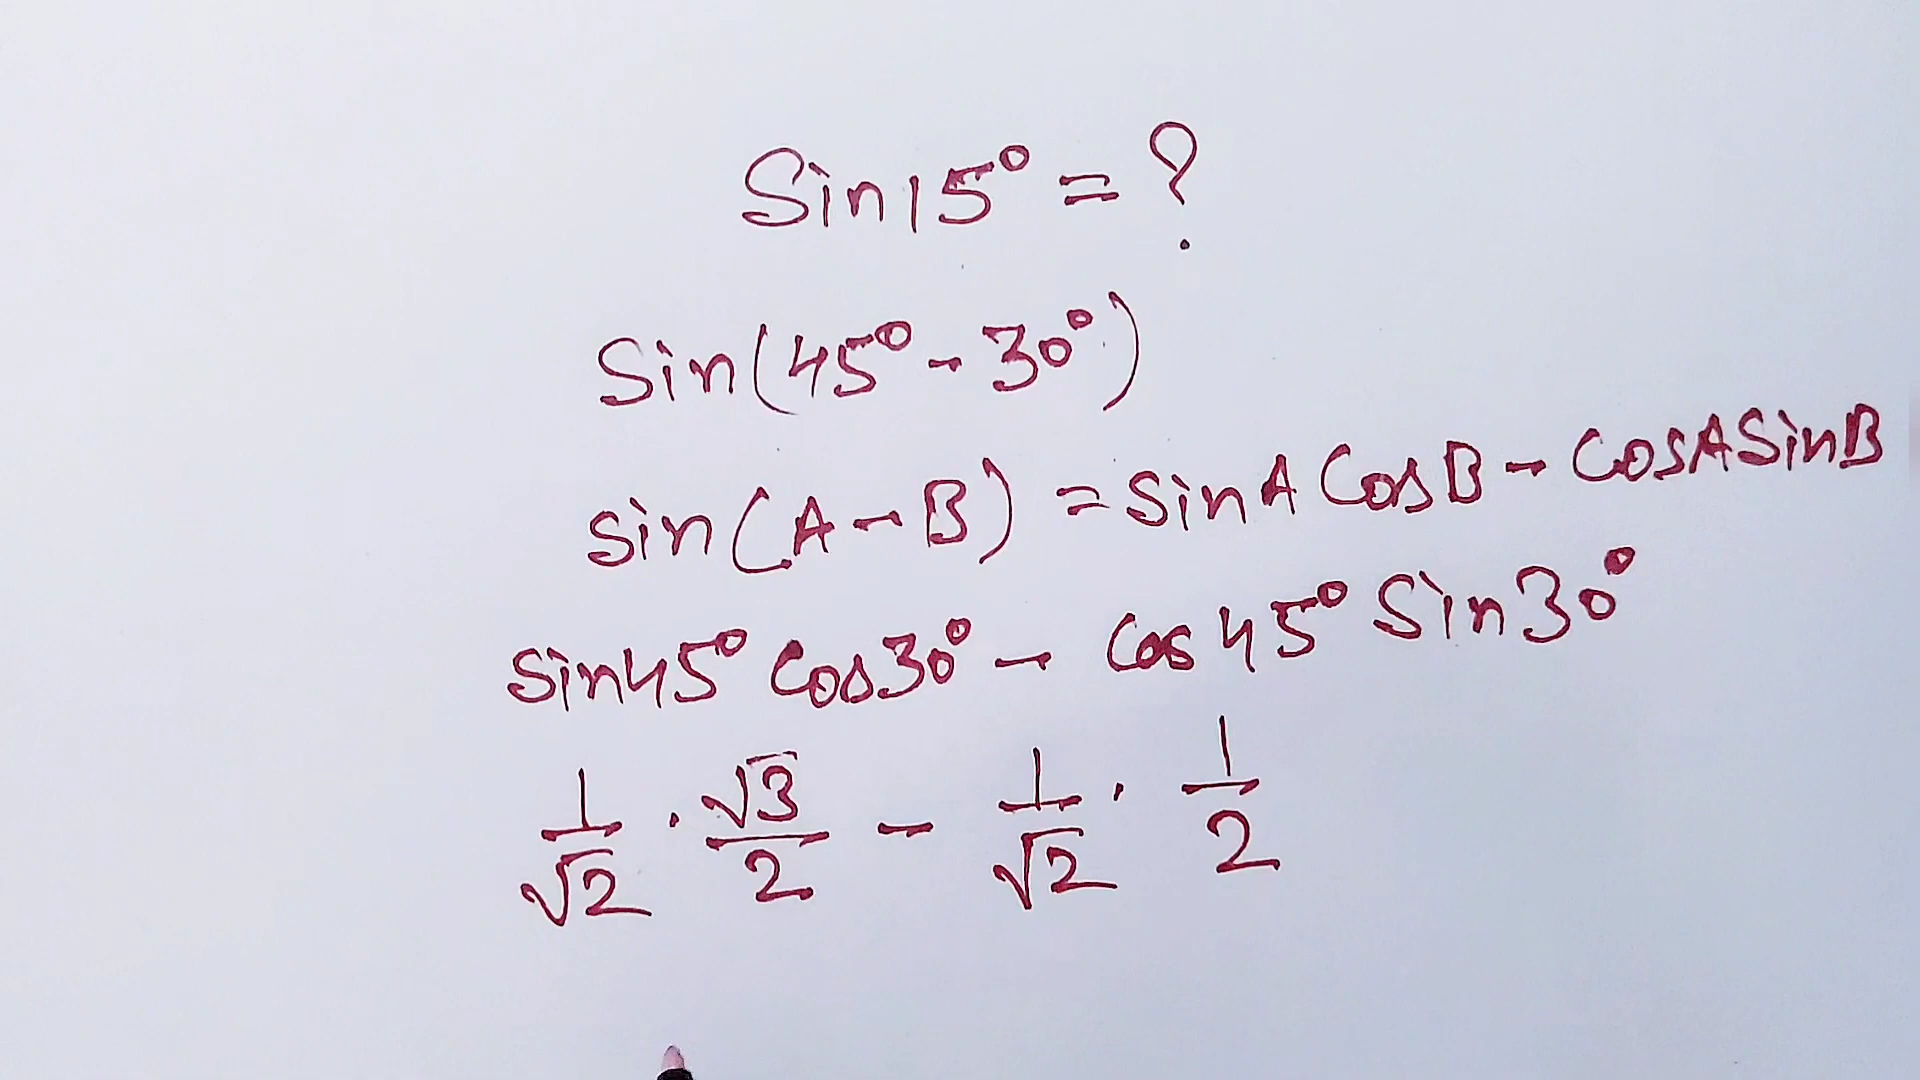 Sin15° = ?
Sin(45° - 30°)
Sin(A - B) = SinA CosB - CosASinB
Sin45° Cos30° - Cos45° Sin30°
1/√2 · √3/2 - 1/√2 · 1/2